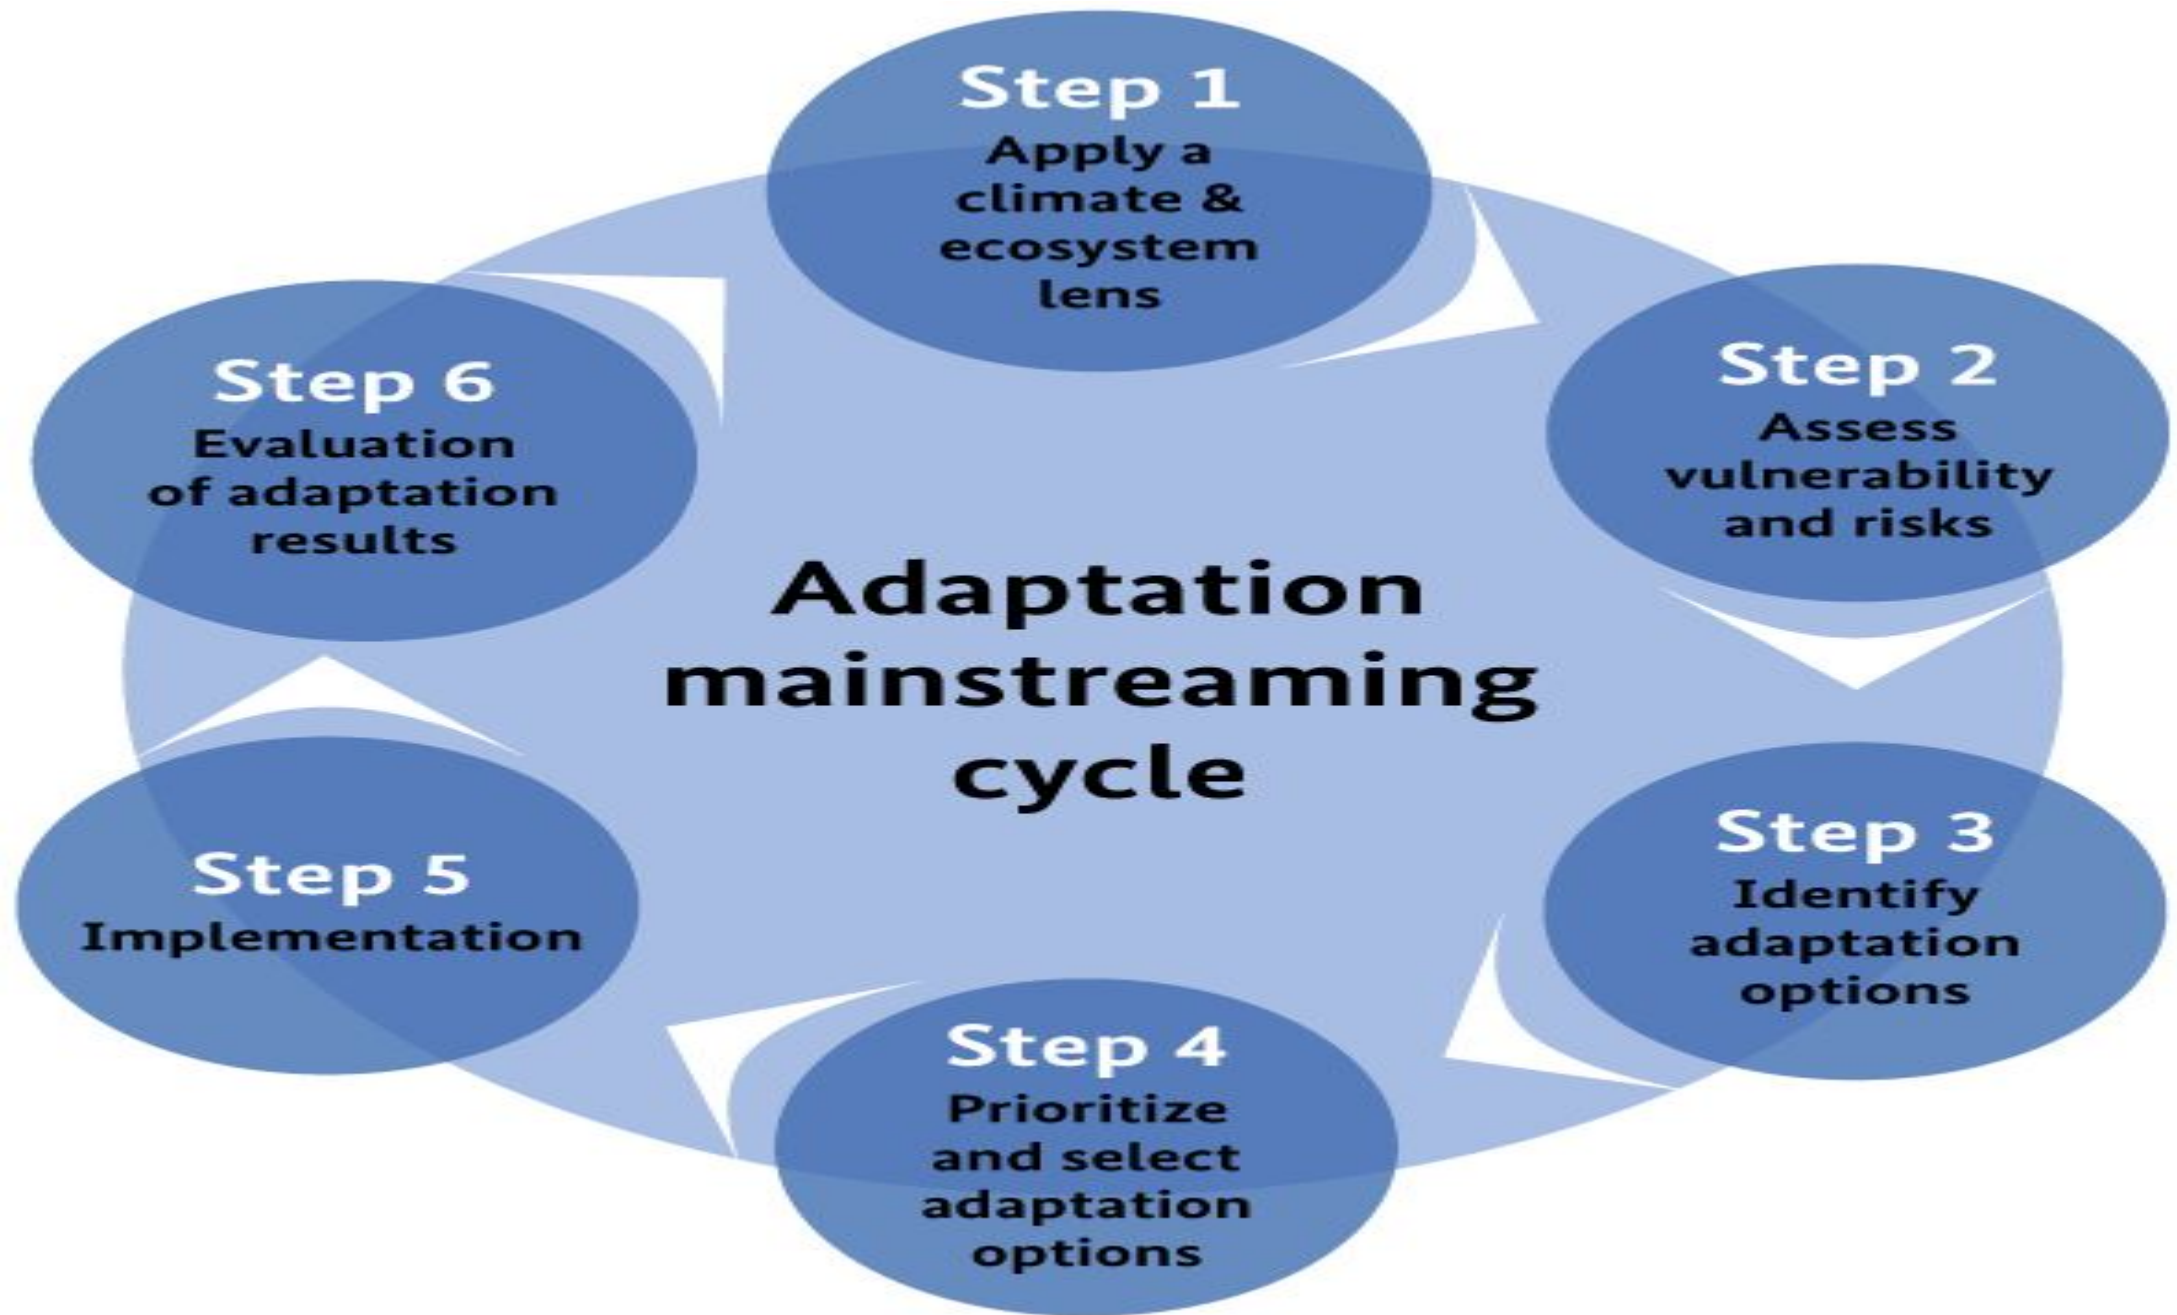 Step 1
Apply a
climate &
ecosystem
lens
Step 2
Assess
vulnerability
and risks
Step 3
Identify
adaptation
options
Step 4
Prioritize
and select
adaptation
options
Step 5
Implementation
Step 6
Evaluation
of adaptation
results
Adaptation
mainstreaming
cycle